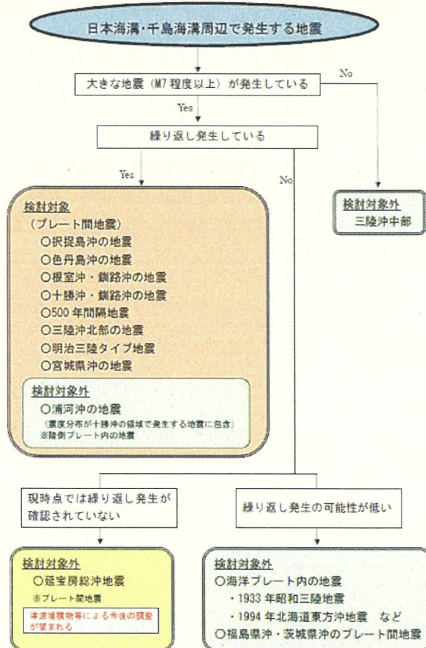 日本海溝・千島海溝周辺で発生する地震
大きな地震(M7程度以上)が発生している
No
Yes
繰り返し発生している
Yes
No
検討対象
(プレート間地震)
○択捉島沖の地震
○色丹島沖の地震
○根室沖・釧路沖の地震
○十勝沖・釧路沖の地震
○500年間隔地震
○三陸沖北部の地震
○明治三陸タイプ地震
○宮城県沖の地震
検討対象外
○浦河沖の地震
(震度分布が十勝沖の領域で発生する地震に包含)
※陸側プレート内の地震
検討対象外
三陸沖中部
現時点では繰り返し発生が
確認されていない
繰り返し発生の可能性が低い
検討対象外
○延宝房総沖地震
※プレート間地震
津波堆積物等による今後の調査
が望まれる
検討対象外
○海洋プレート内の地震
・1933年昭和三陸地震
・1994年北海道東方沖地震 など
○福島県沖・茨城県沖のプレート間地震